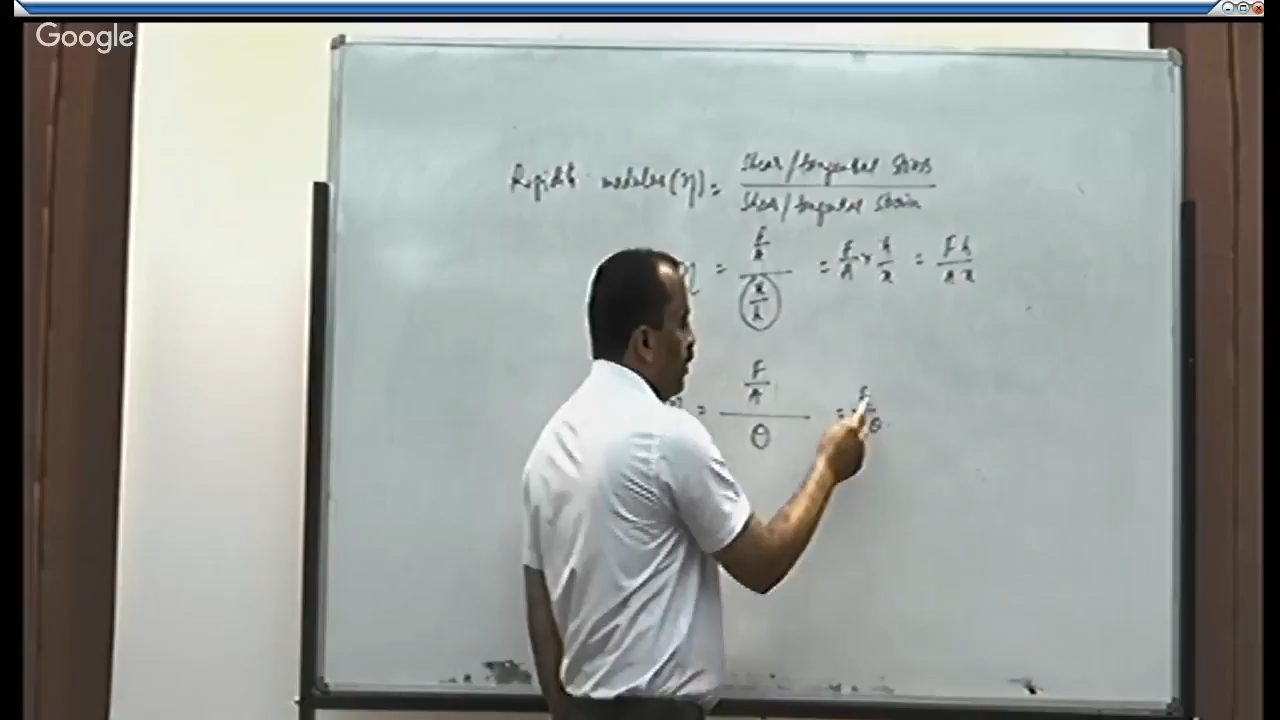 Google
Rigidity modulus (η) = Shear/tangential Stress
Shear/tangential Strain
η = F/A / x/h = F/A × h/x = Fh/Ax
= F/A / θ =
θ